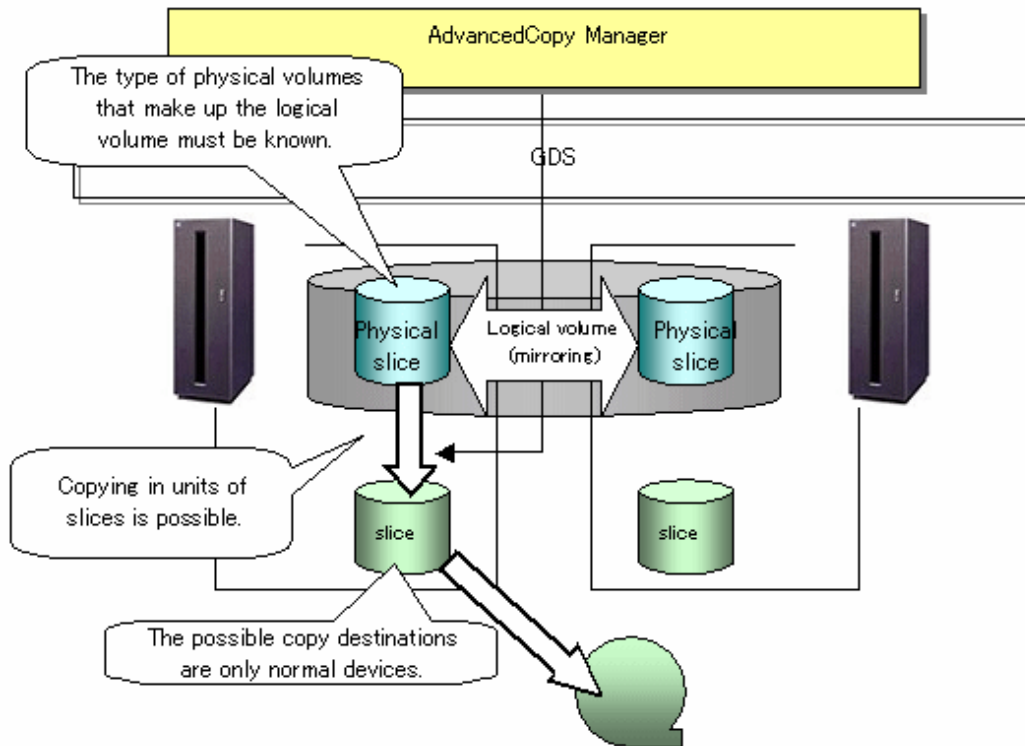 AdvancedCopy Manager
The type of physical volumes
that make up the logical
volume must be known.
GDS
Physical
slice
Logical volume
(mirroring)
Physical
slice
Copying in units of
slices is possible.
slice
slice
The possible copy destinations
are only normal devices.